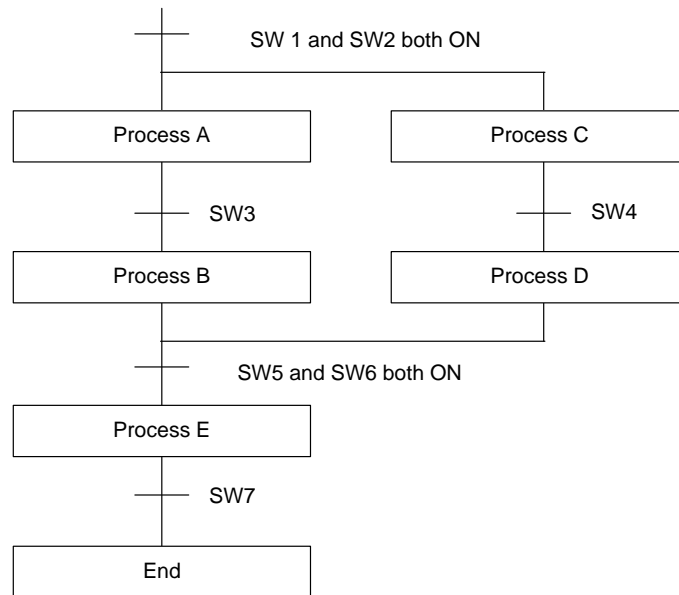 SW 1 and SW2 both ON
Process A
Process C
SW3
SW4
Process B
Process D
SW5 and SW6 both ON
Process E
SW7
End